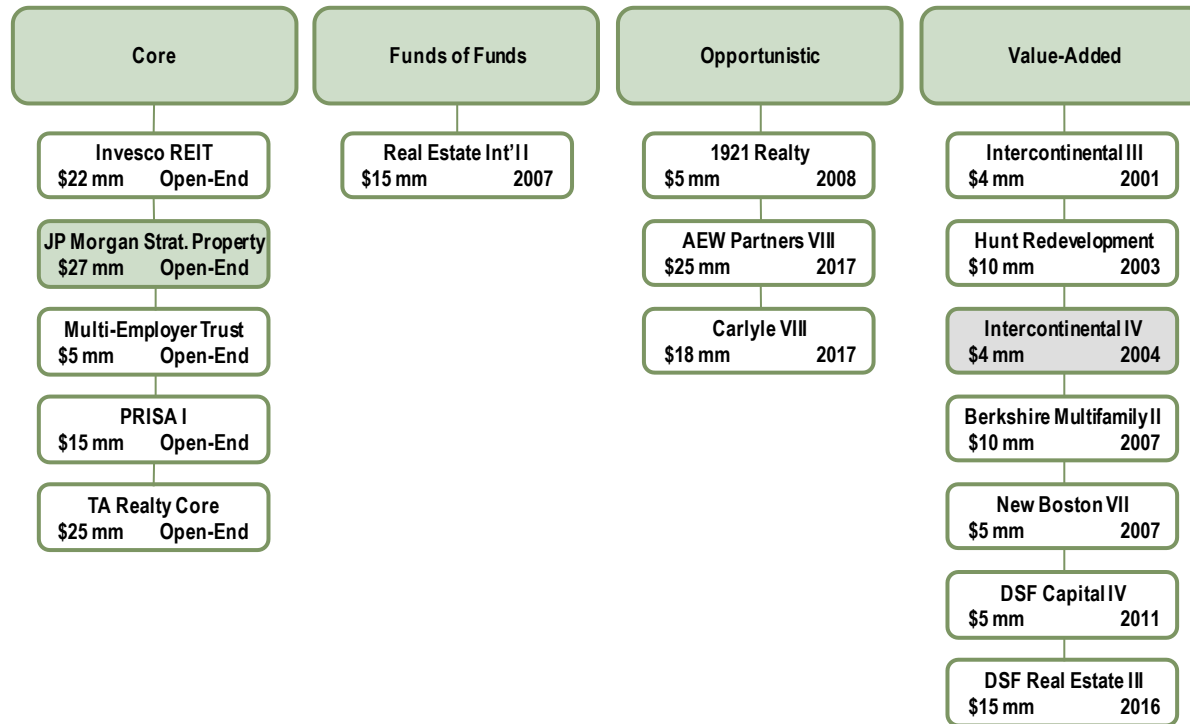 Core
Invesco REIT
$22 mm Open-End
JP Morgan Strat. Property
$27 mm Open-End
Multi-Employer Trust
$5 mm Open-End
PRISA I
$15 mm Open-End
TA Realty Core
$25 mm Open-End
Funds of Funds
Real Estate Int'l I
$15 mm 2007
Opportunistic
1921 Realty
$5 mm 2008
AEW Partners VIII
$25 mm 2017
Carlyle VIII
$18 mm 2017
Value-Added
Intercontinental III
$4 mm 2001
Hunt Redevelopment
$10 mm 2003
Intercontinental IV
$4 mm 2004
Berkshire Multifamily II
$10 mm 2007
New Boston VII
$5 mm 2007
DSF Capital IV
$5 mm 2011
DSF Real Estate III
$15 mm 2016